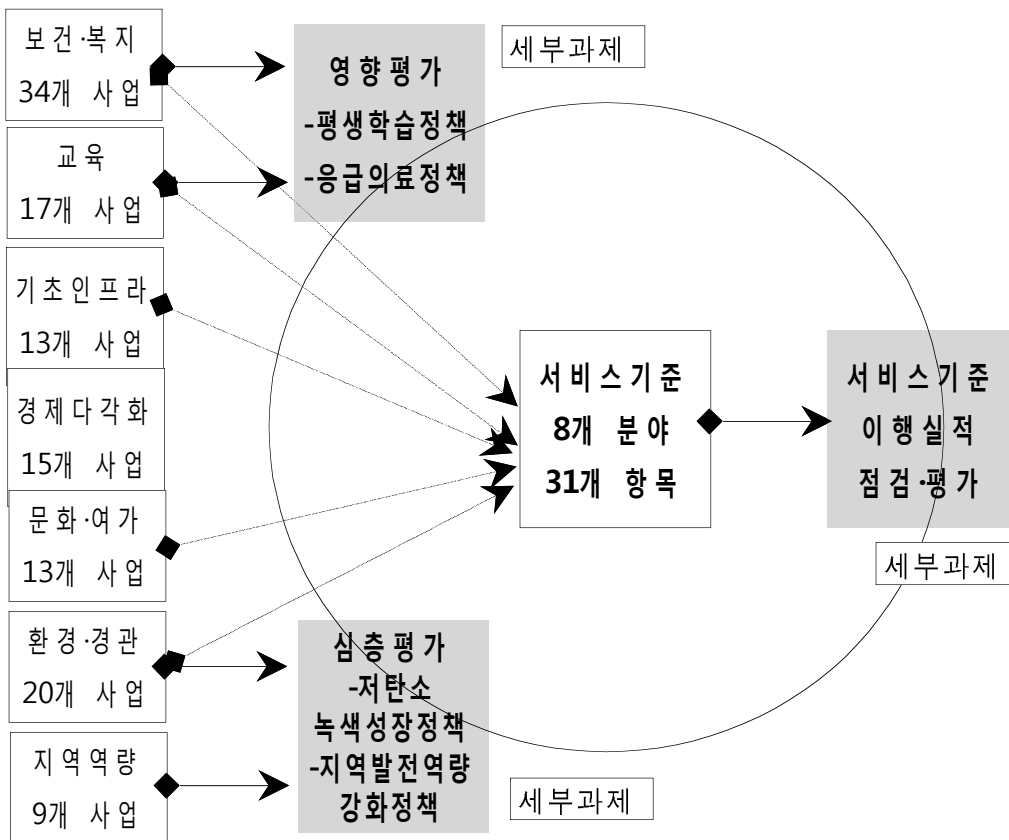 보건·복지
34개 사업
교육
17개 사업
기초인프라
13개 사업
경제다각화
15개 사업
문화·여가
13개 사업
환경·경관
20개 사업
지역역량
9개 사업
영향평가
-평생학습정책
-응급의료정책
세부과제
서비스기준
8개 분야
31개 항목
서비스기준
이행실적
점검·평가
세부과제
심층평가
-저탄소
녹색성장정책
-지역발전역량
강화정책
세부과제